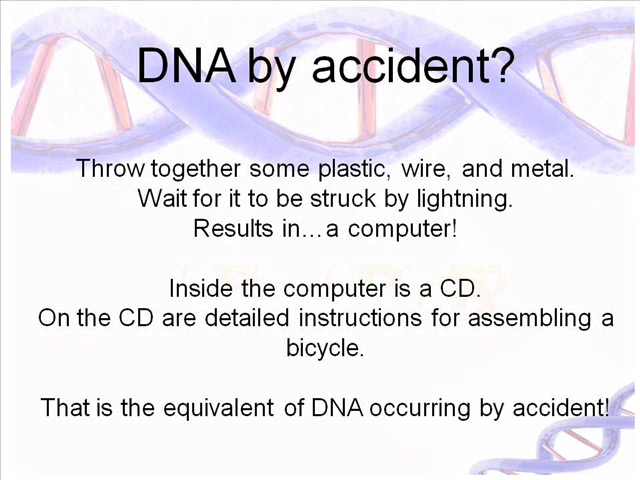 DNA by accident?
Throw together some plastic, wire, and metal.
Wait for it to be struck by lightning.
Results in…a computer!
Inside the computer is a CD.
On the CD are detailed instructions for assembling a
bicycle.
That is the equivalent of DNA occurring by accident!